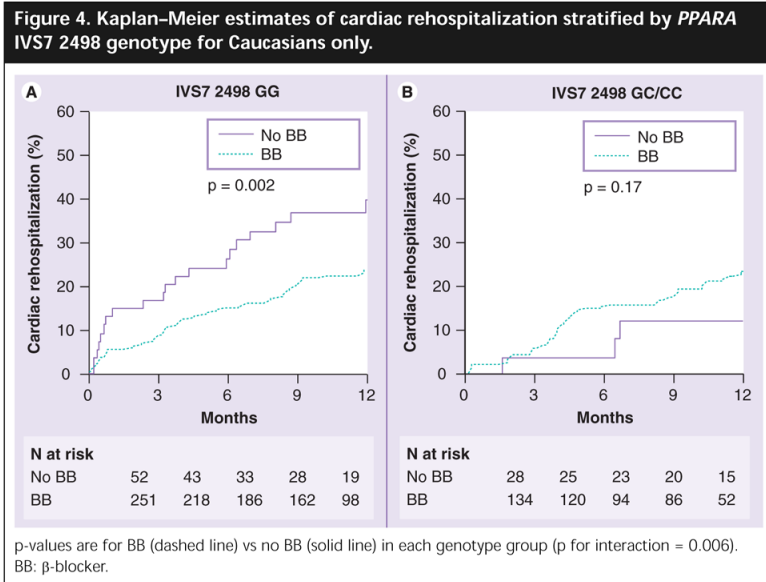 Figure 4. Kaplan–Meier estimates of cardiac rehospitalization stratified by PPARA
IVS7 2498 genotype for Caucasians only.
A
IVS7 2498 GG
Cardiac rehospitalization (%)
60
50
40
30
20
10
0
No BB
BB
p = 0.002
0 3 6 9 12
Months
N at risk
No BB 52 43 33 28 19
BB 251 218 186 162 98
B
IVS7 2498 GC/CC
Cardiac rehospitalization (%)
60
50
40
30
20
10
0
No BB
BB
p = 0.17
0 3 6 9 12
Months
N at risk
No BB 28 25 23 20 15
BB 134 120 94 86 52
p-values are for BB (dashed line) vs no BB (solid line) in each genotype group (p for interaction = 0.006).
BB: β-blocker.